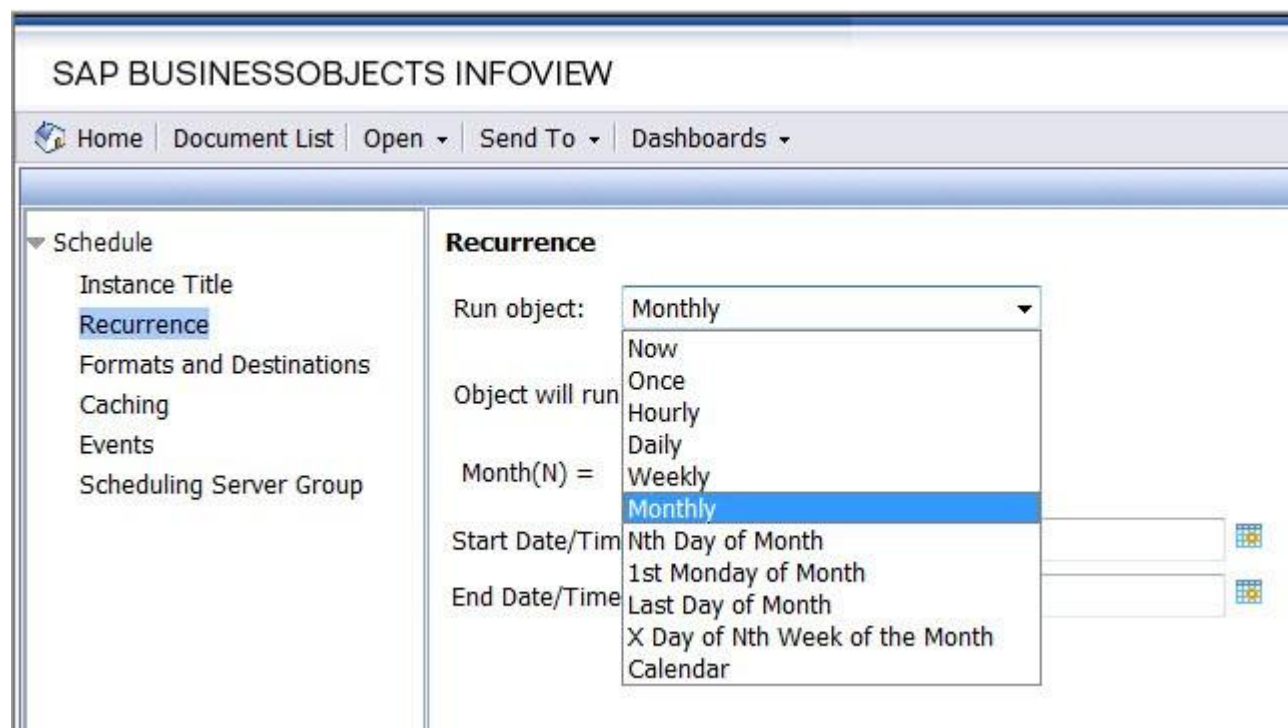 SAP BUSINESSOBJECTS INFOVIEW
Home Document List Open Send To Dashboards
Schedule
Instance Title
Recurrence
Formats and Destinations
Caching
Events
Scheduling Server Group
Recurrence
Run object: Monthly
Now
Once
Hourly
Daily
Weekly
Monthly
Nth Day of Month
1st Monday of Month
Last Day of Month
X Day of Nth Week of the Month
Calendar
Object will run
Month(N) =
Start Date/Tim
End Date/Time